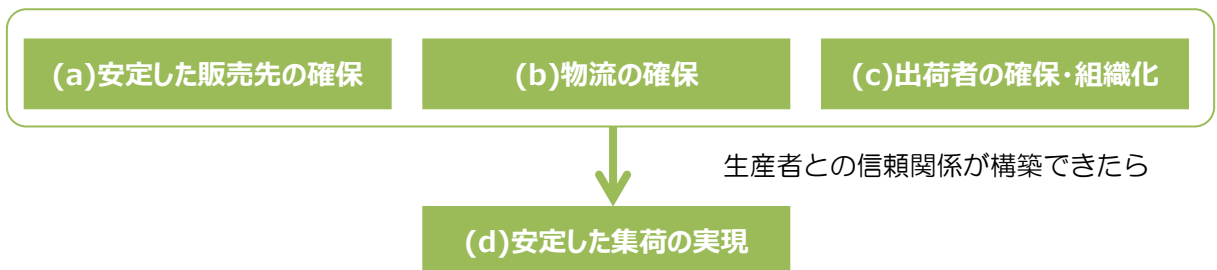 (a)安定した販売先の確保
(b)物流の確保
(c)出荷者の確保・組織化
生産者との信頼関係が構築できたら
(d)安定した集荷の実現